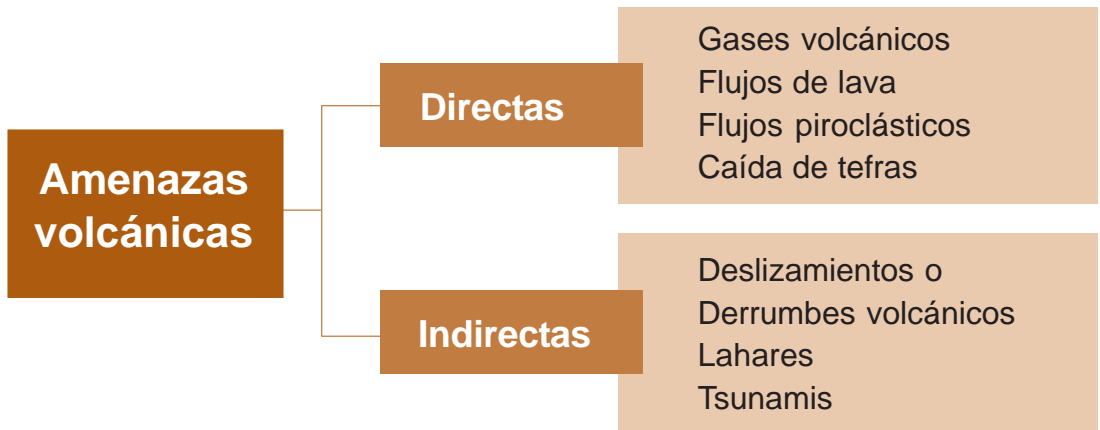 Amenazas
volcánicas
Directas
Gases volcánicos
Flujos de lava
Flujos piroclásticos
Caída de tefras
Indirectas
Deslizamientos o
Derrumbes volcánicos
Lahares
Tsunamis